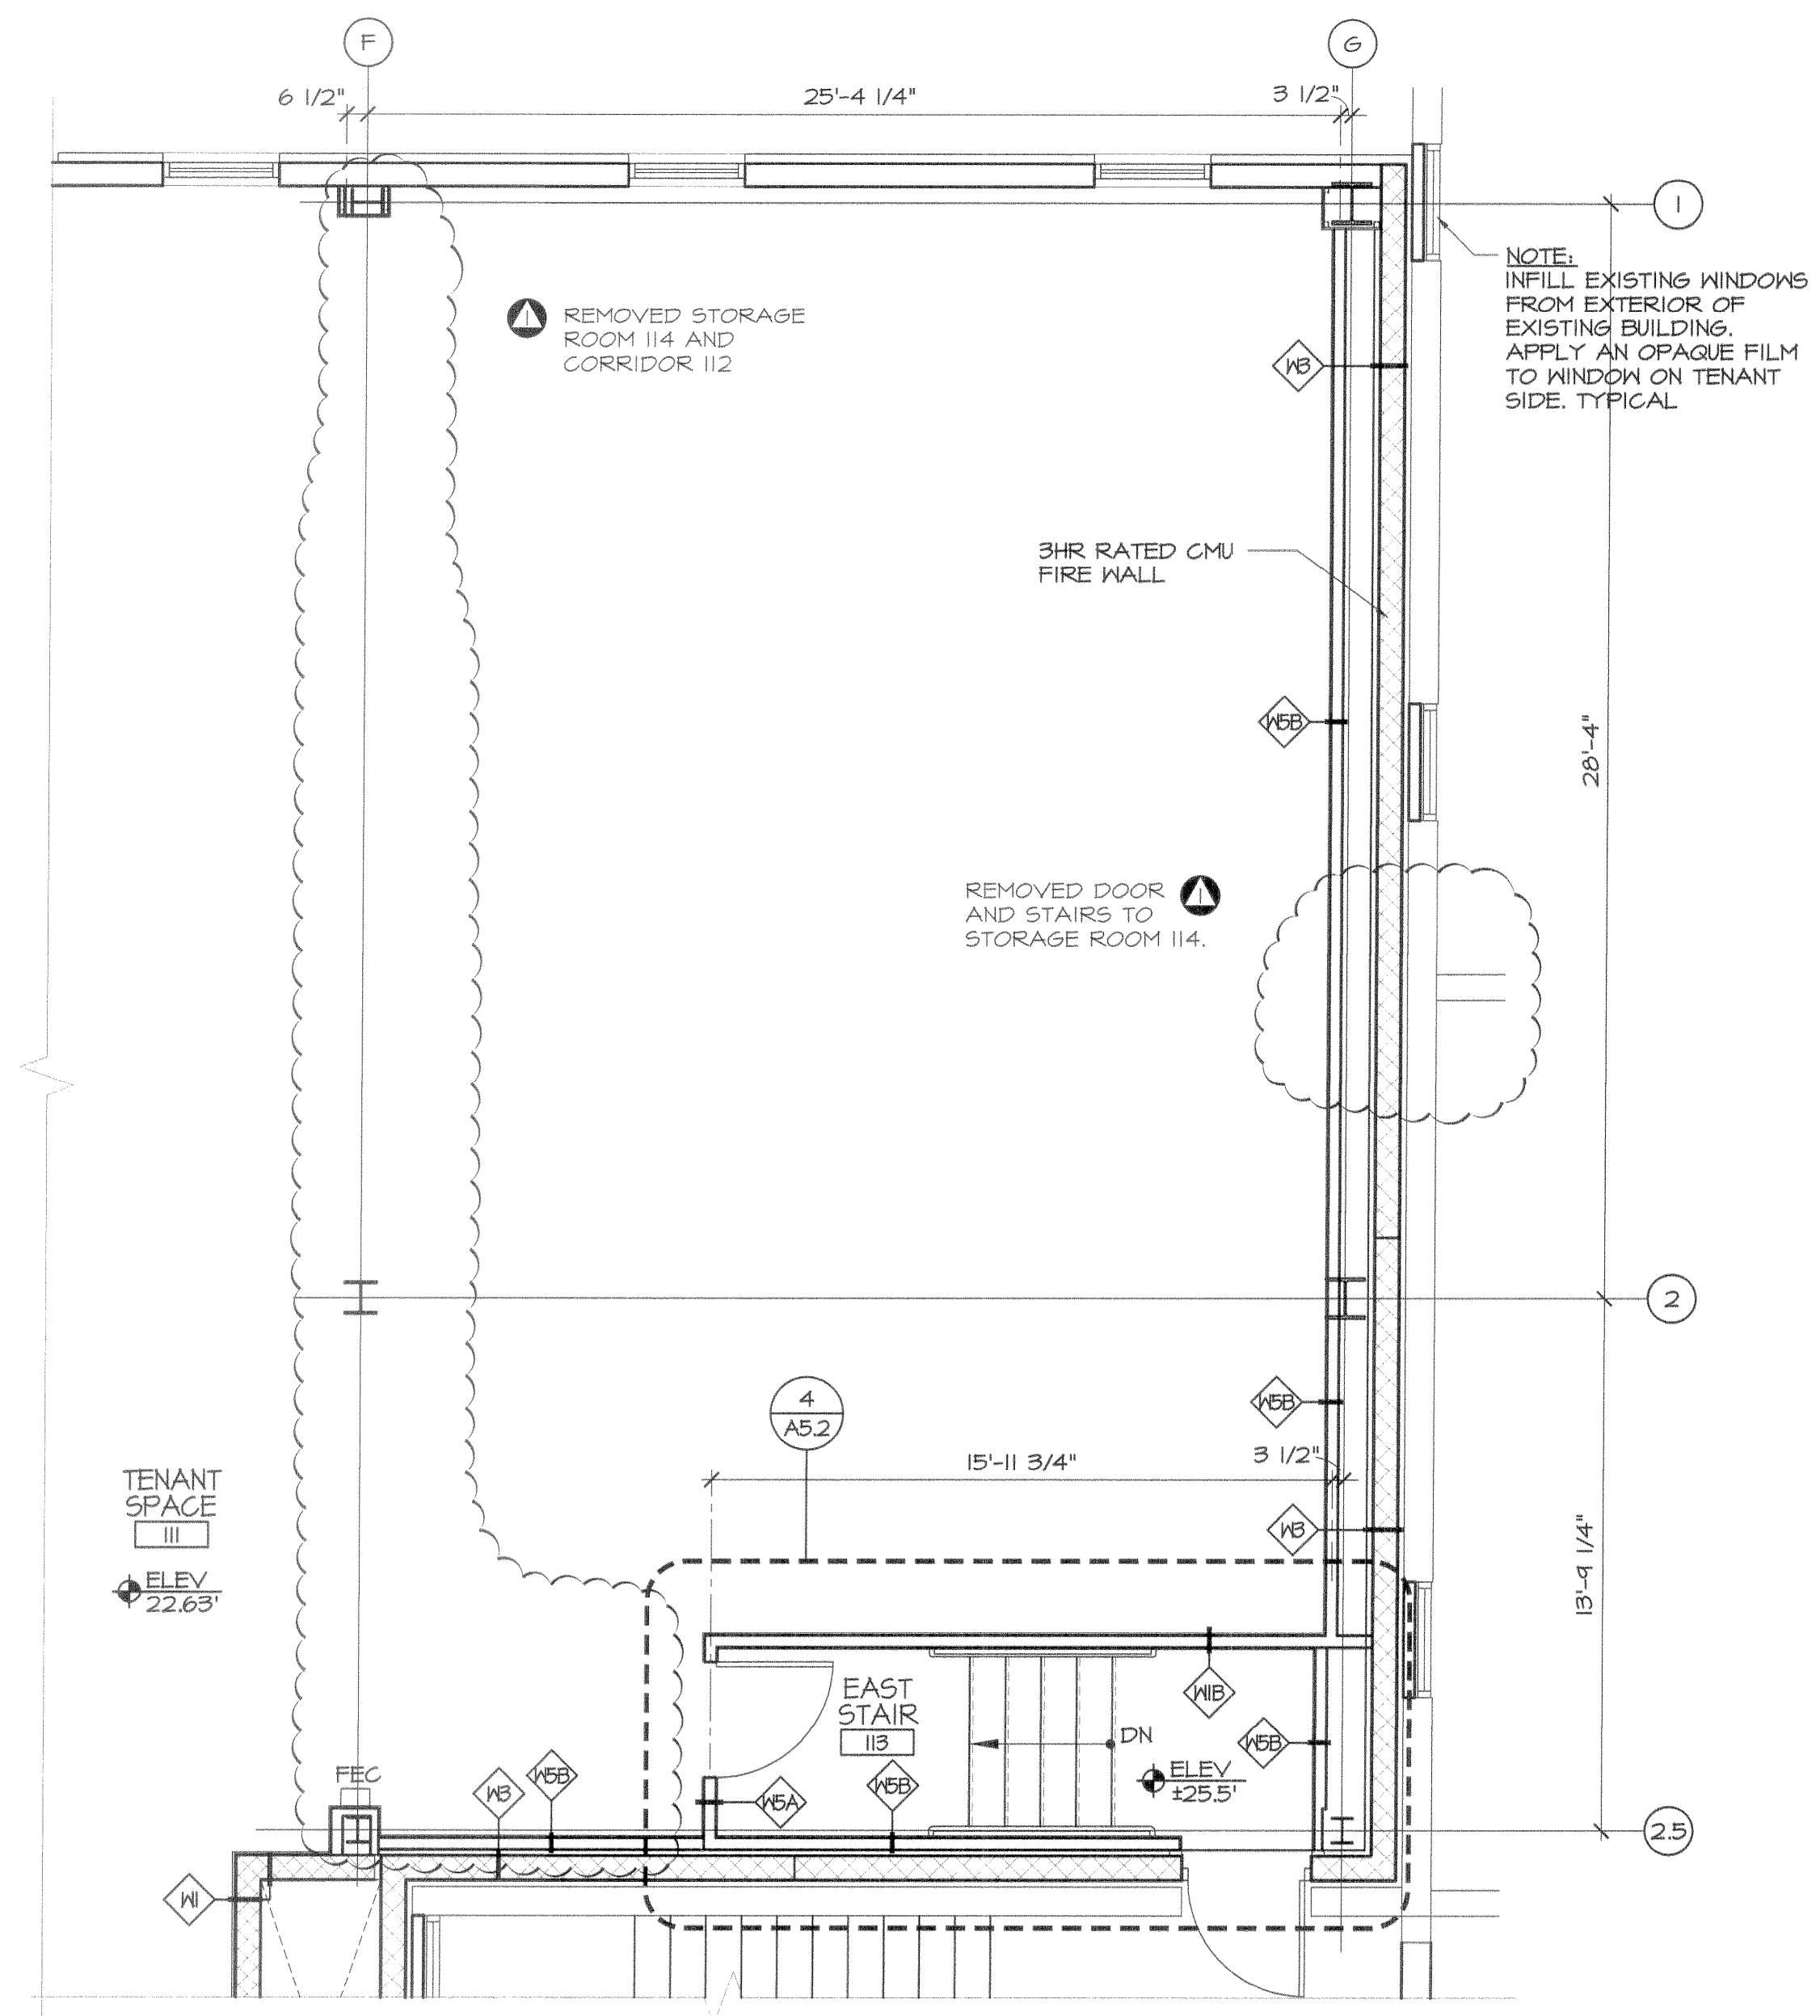 F
G
6 1/2"
25'-4 1/4"
3 1/2"
1
NOTE:
INFILL EXISTING WINDOWS
FROM EXTERIOR OF
EXISTING BUILDING.
APPLY AN OPAQUE FILM
TO WINDOW ON TENANT
SIDE. TYPICAL
1
REMOVED STORAGE
ROOM 114 AND
CORRIDOR 112
W3
3HR RATED CMU
FIRE WALL
W5B
28'-4"
REMOVED DOOR
AND STAIRS TO
STORAGE ROOM 114.
1
2
4
A5.2
W5B
15'-11 3/4"
3 1/2"
TENANT
SPACE
111
ELEV
22.63'
W3
13'-9 1/4"
EAST
STAIR
113
W1B
DN
W5B
ELEV
±25.5'
FEC
W3
W5B
W5A
W5B
2.5
W1